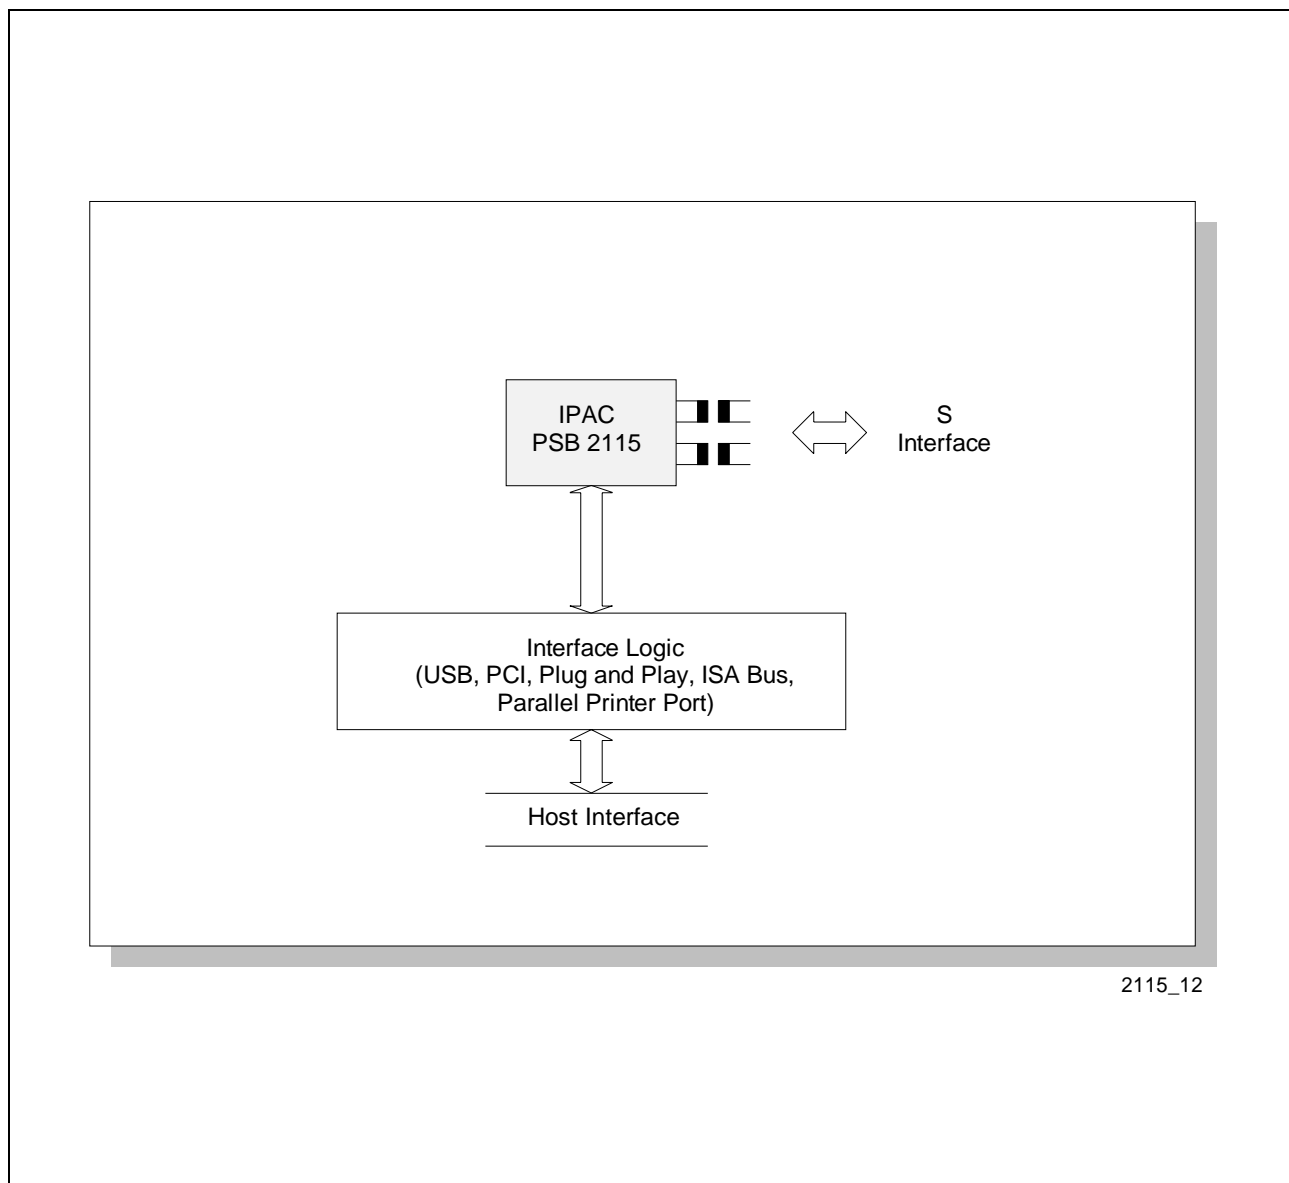 IPAC
PSB 2115
S
Interface
Interface Logic
(USB, PCI, Plug and Play, ISA Bus,
Parallel Printer Port)
Host Interface
2115_12